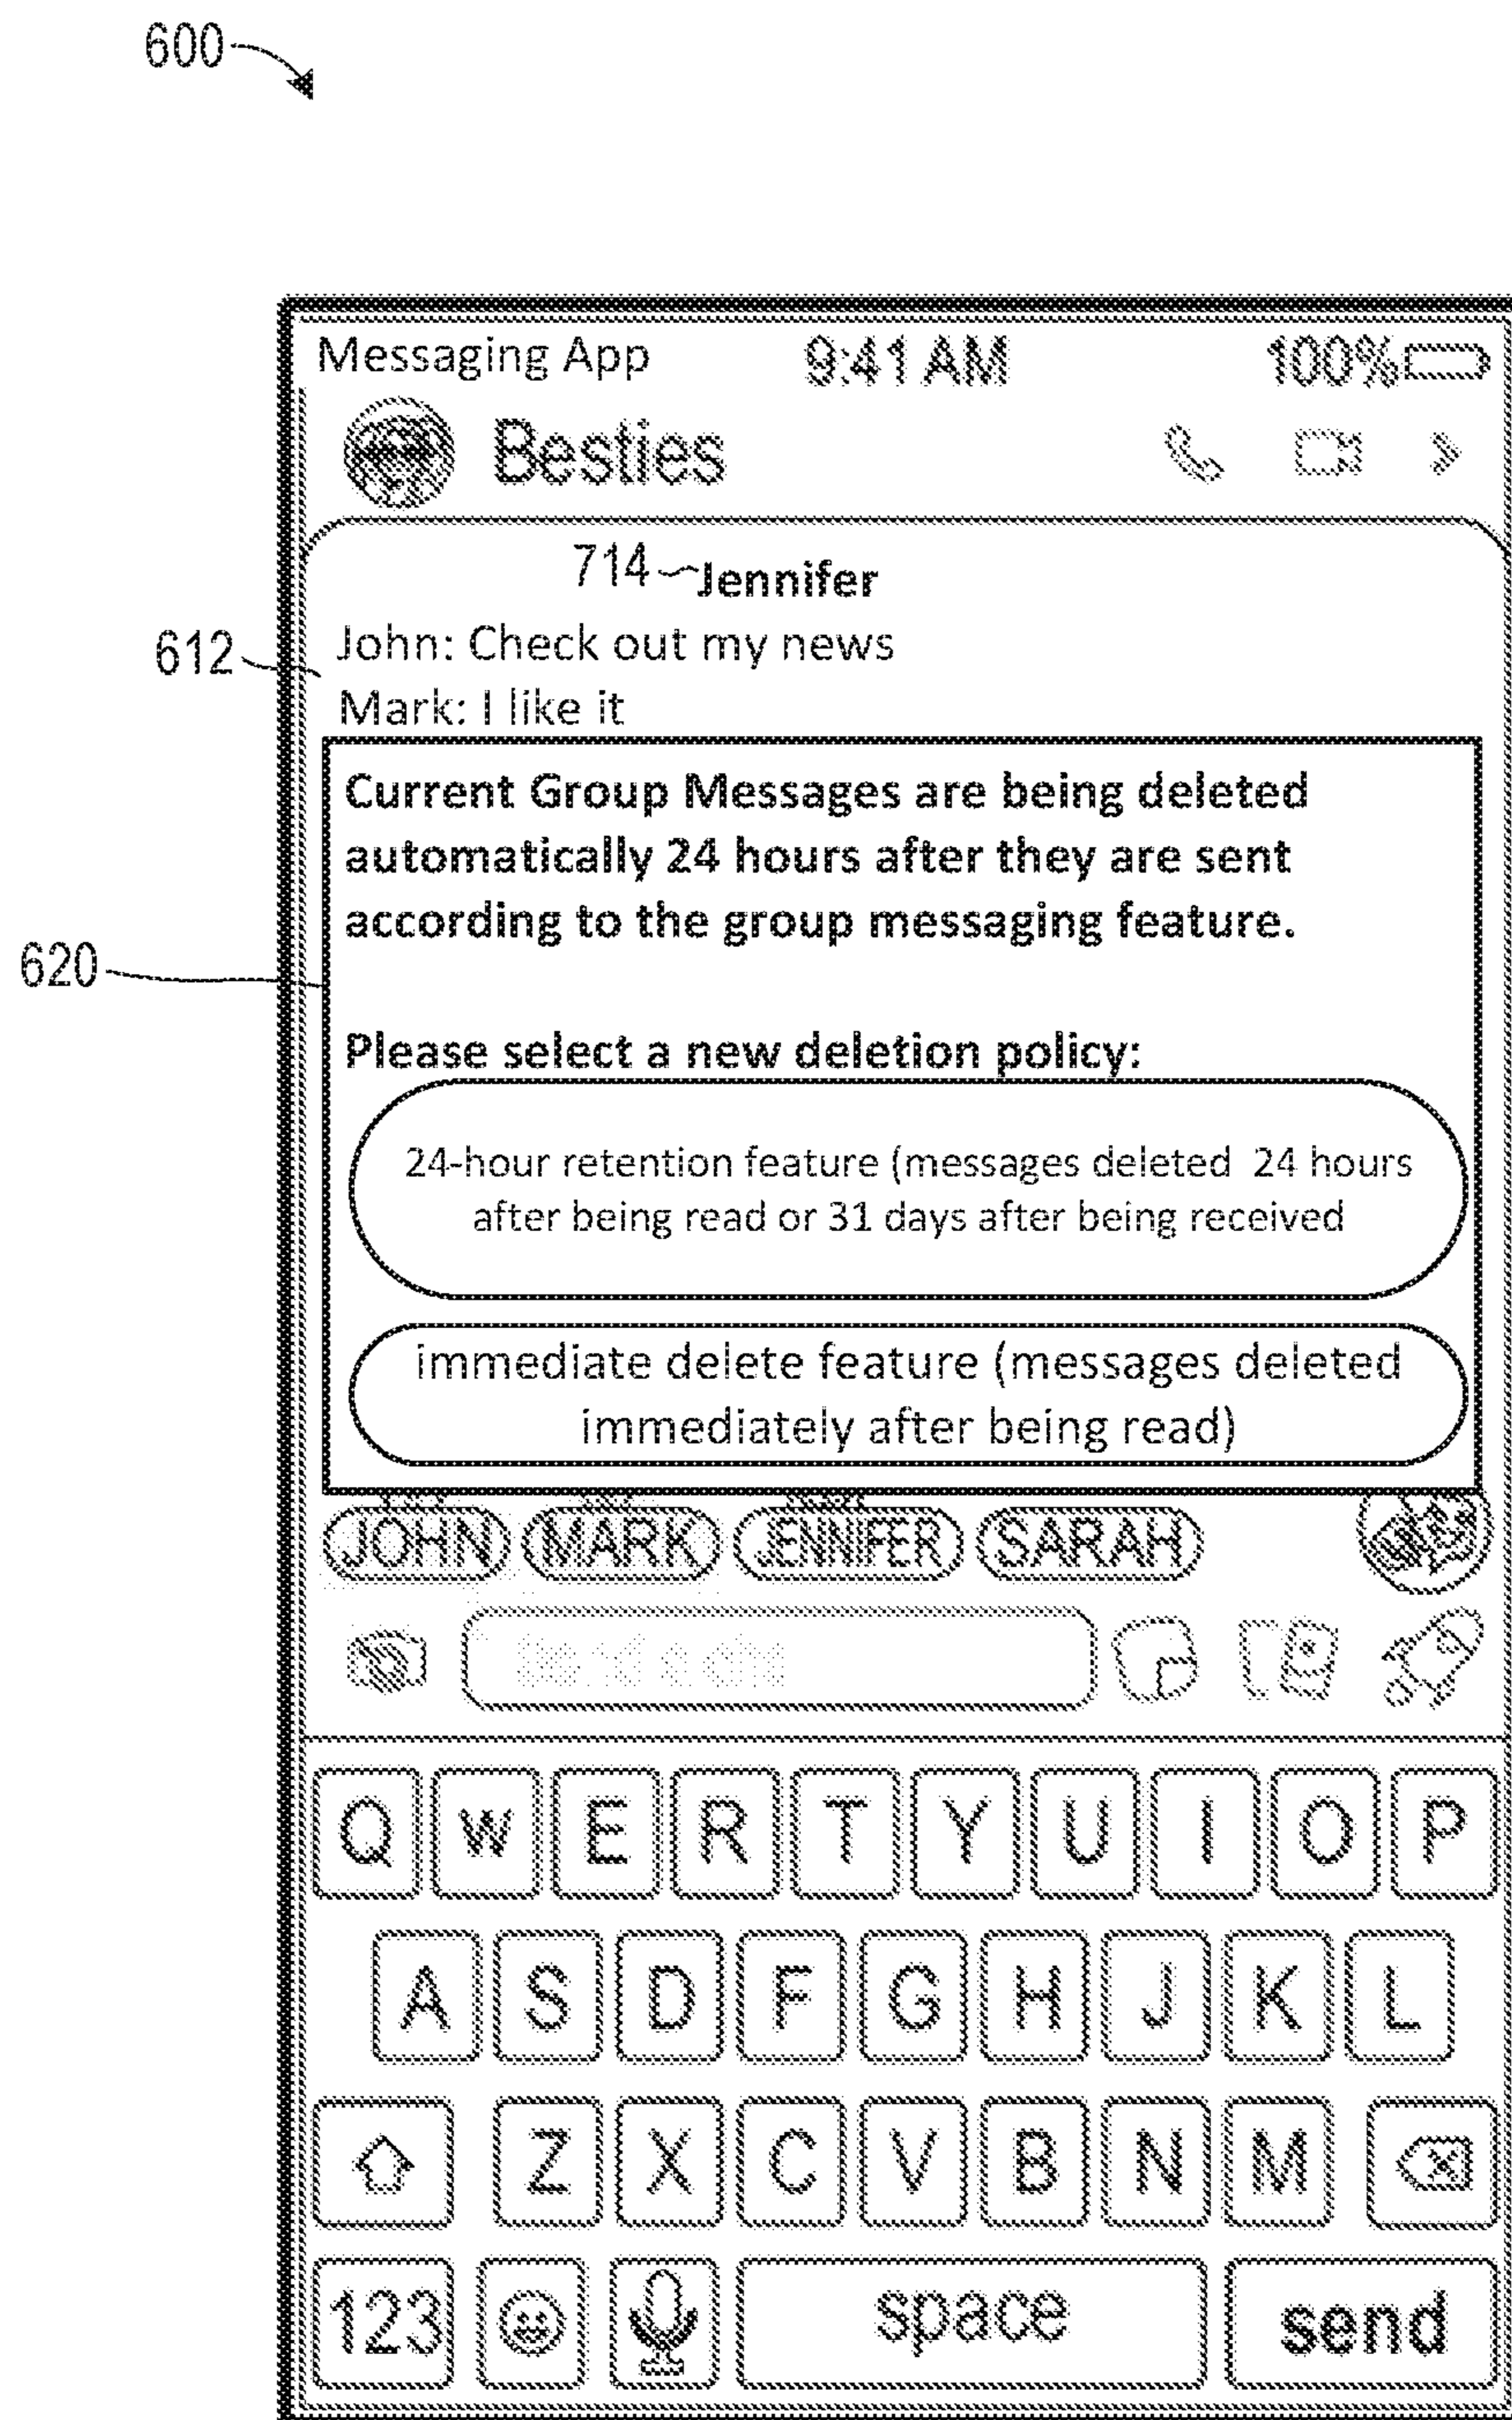 600
Messaging App 9:41 AM 100%
Besties
714 Jennifer
612 John: Check out my news
Mark: I like it
Current Group Messages are being deleted
automatically 24 hours after they are sent
according to the group messaging feature.
620
Please select a new deletion policy:
24-hour retention feature (messages deleted 24 hours
after being read or 31 days after being received
immediate delete feature (messages deleted
immediately after being read)
JOHN MARK JENNIFER SARAH
Send a cha
Q W E R T Y U I O P
A S D F G H J K L
Z X C V B N M
123 space send